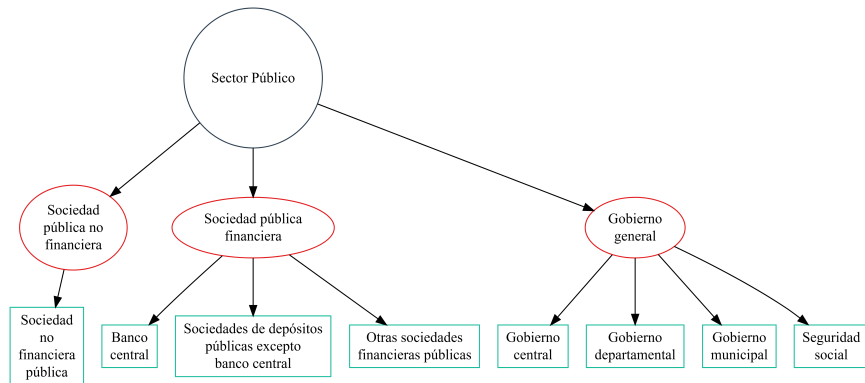 Sector Público
Sociedad
pública no
financiera
Sociedad pública
financiera
Gobierno
general
Sociedad
no
financiera
pública
Banco
central
Sociedades de depósitos
públicas excepto
banco central
Otras sociedades
financieras públicas
Gobierno
central
Gobierno
departamental
Gobierno
municipal
Seguridad
social